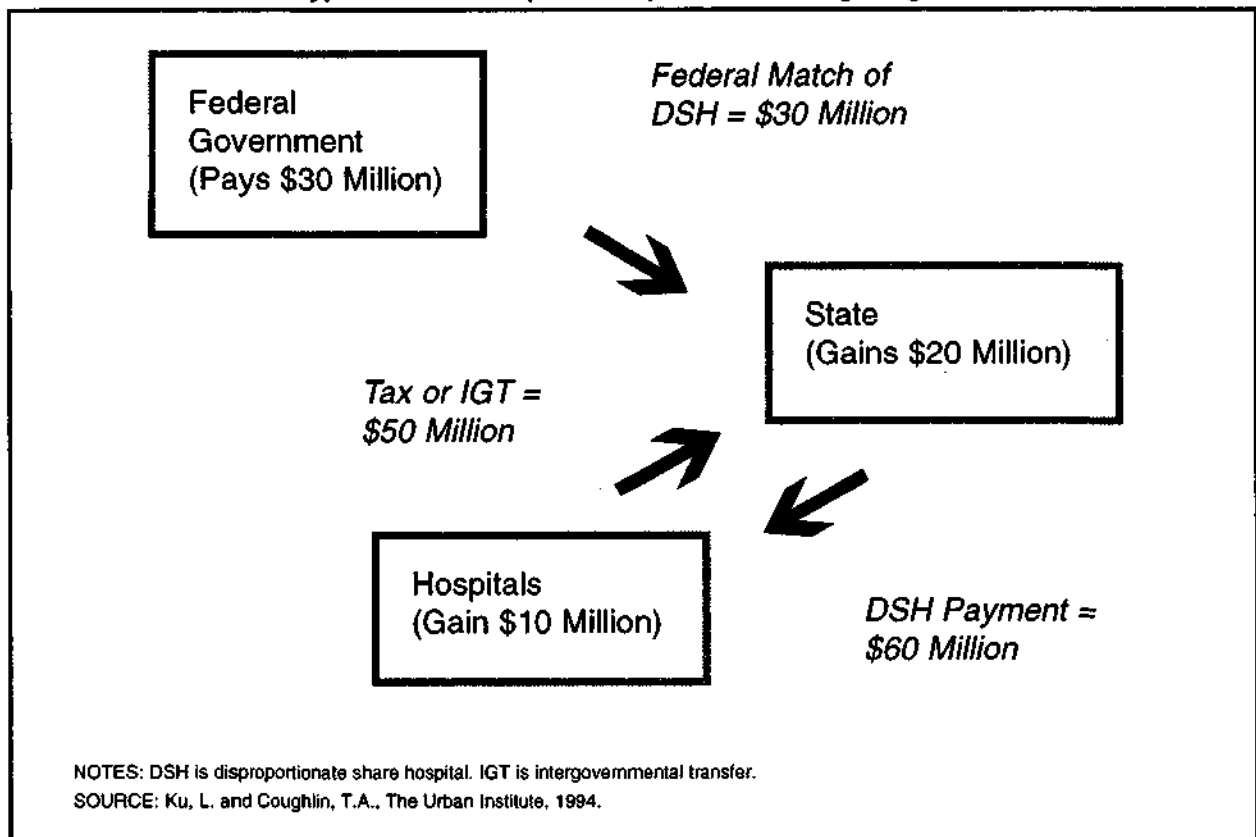 Federal
Government
(Pays $30 Million)
Federal Match of
DSH = $30 Million
State
(Gains $20 Million)
Tax or IGT =
$50 Million
Hospitals
(Gain $10 Million)
DSH Payment =
$60 Million
NOTES: DSH is disproportionate share hospital. IGT is intergovernmental transfer.
SOURCE: Ku, L. and Coughlin, T.A., The Urban Institute, 1994.